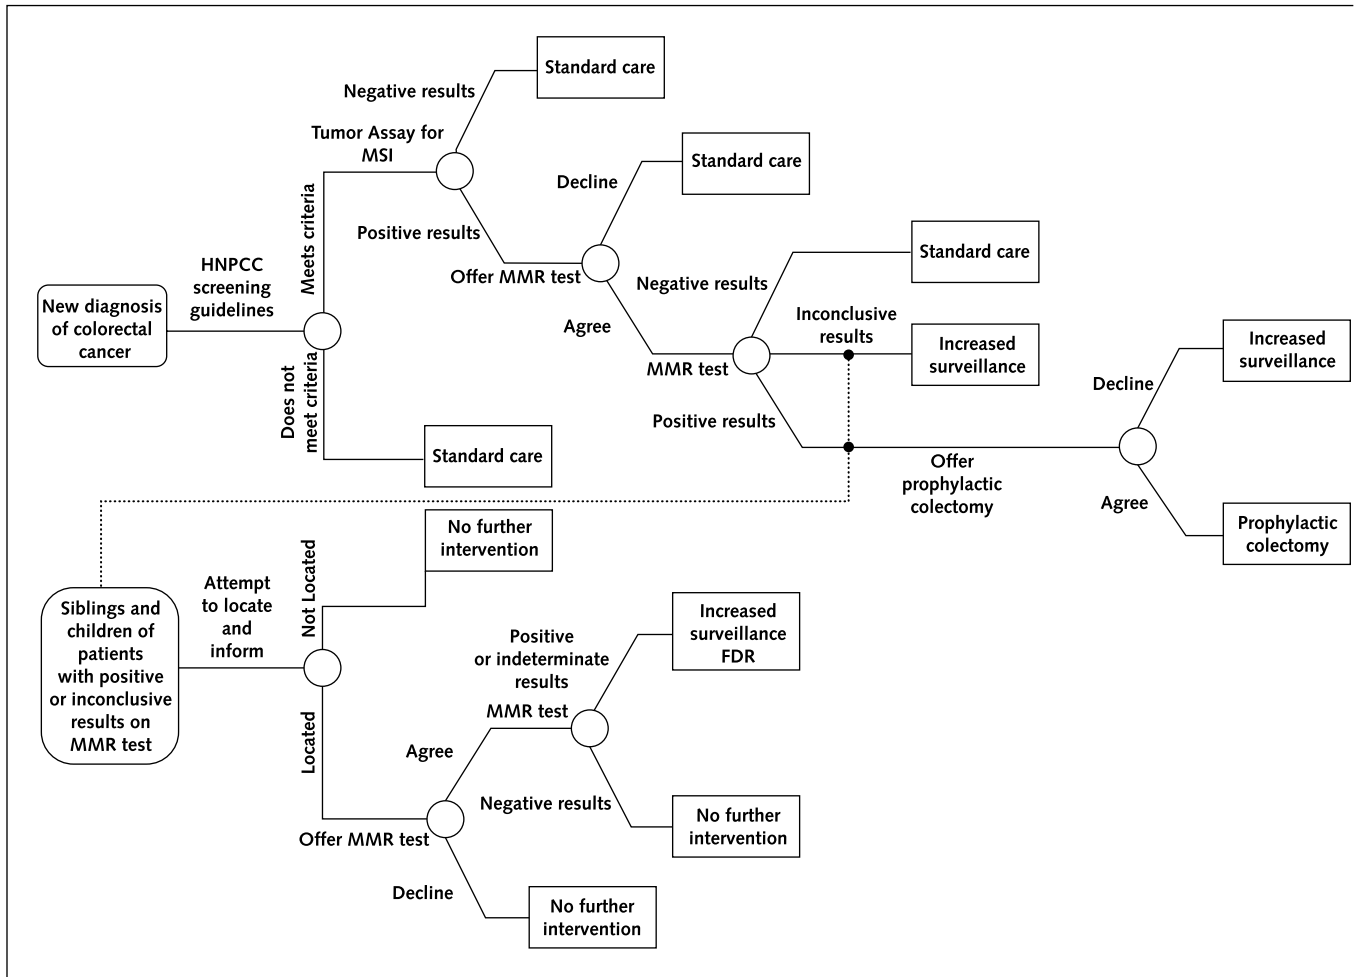 Standard care
Negative results
Tumor Assay for
MSI
Standard care
Decline
Meets criteria
Positive results
Offer MMR test
Standard care
Negative results
HNPCC
screening
guidelines
New diagnosis
of colorectal
cancer
Agree
Inconclusive
results
Increased
surveillance
MMR test
Increased
surveillance
Decline
Does not
meet criteria
Positive results
Standard care
Offer
prophylactic
colectomy
Agree
Prophylactic
colectomy
No further
intervention
Not Located
Attempt
to locate
and
inform
Siblings and
children of
patients
with positive
or inconclusive
results on
MMR test
Increased
surveillance
FDR
Positive
or indeterminate
results
MMR test
Located
Agree
Negative results
No further
intervention
Offer MMR test
Decline
No further
intervention